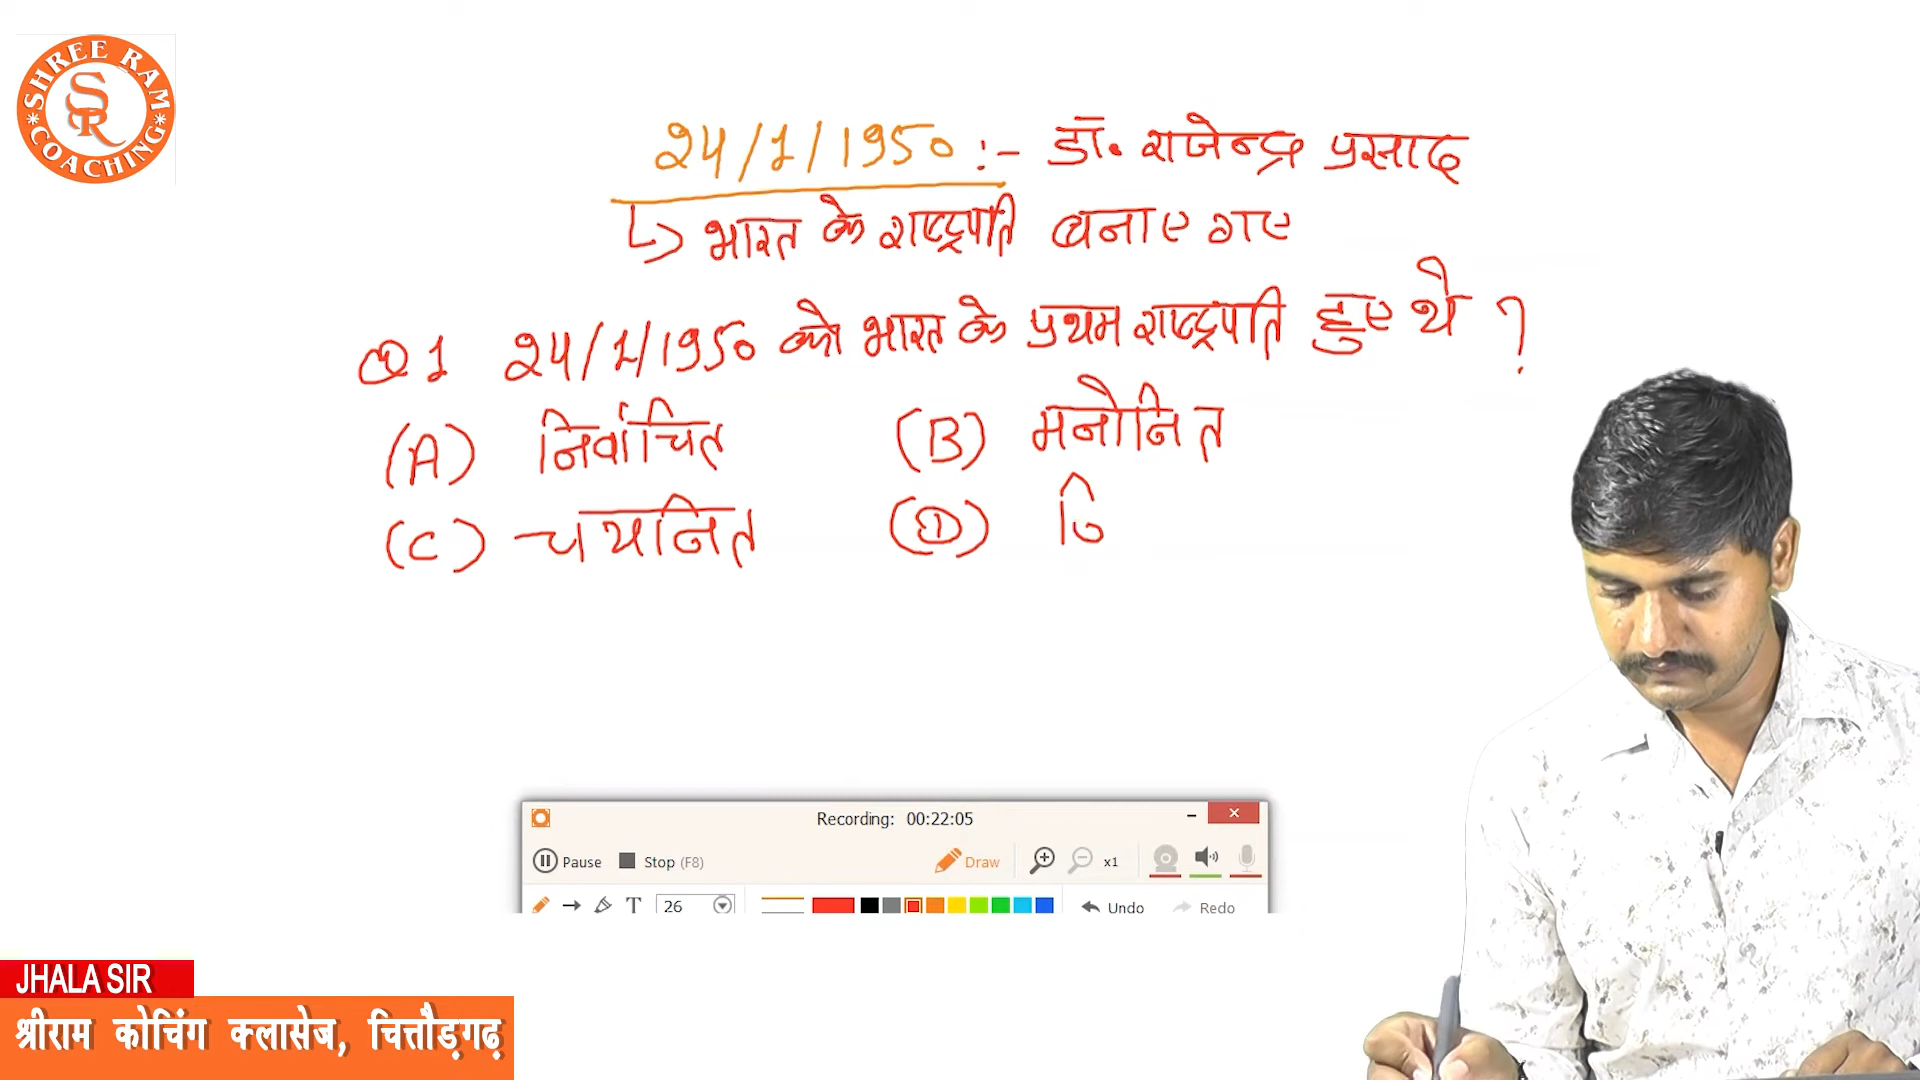 SHREE RAM
SR
COACHING
24/1/1950 :- डॉ. राजेन्द्र प्रसाद
↳ भारत के राष्ट्रपति बनाए गए
Q1 24/1/1950 को भारत के प्रथम राष्ट्रपति हुए थे ?
(A) निर्वाचित (B) मनोनित
(C) चयनित (D)
Recording: 00:22:05
Pause Stop (F8) Draw x1
T 26 Undo Redo
JHALA SIR
श्रीराम कोचिंग क्लासेज, चित्तौड़गढ़